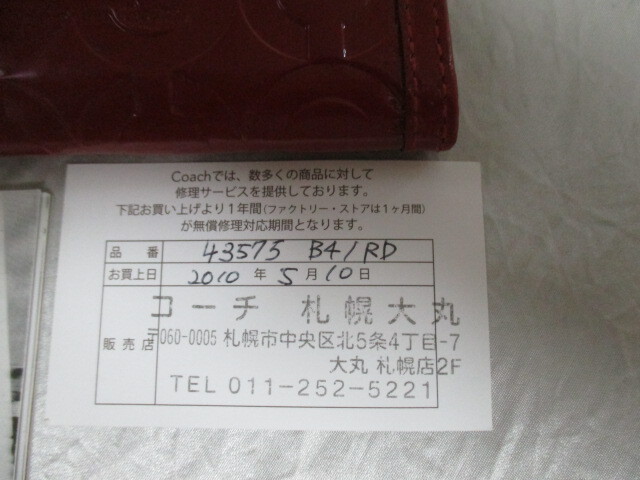 Coachでは、数多くの商品に対して
修理サービスを提供しております。
下記お買い上げより1年間(ファクトリー・ストアは1ヶ月間)
が無償修理対応期間となります。
品番 43575 B4/RD
お買上日 2010 年 5 月 10 日
コーチ 札幌大丸
販売店 〒060-0005 札幌市中央区北5条4丁目-7
大丸 札幌店2F
TEL 011-252-5221